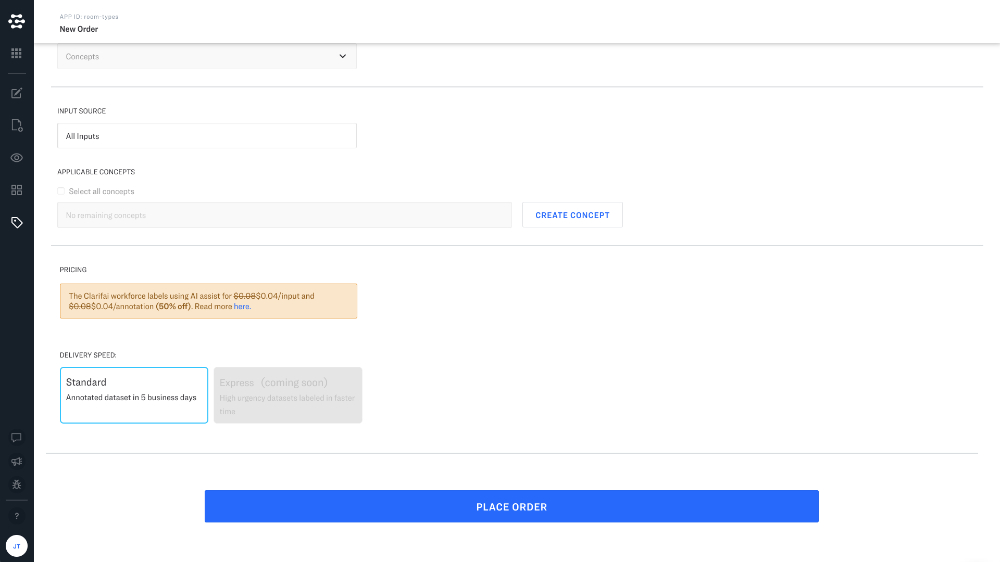 APP ID: room-types
New Order
Concepts
INPUT SOURCE
All Inputs
APPLICABLE CONCEPTS
Select all concepts
No remaining concepts
CREATE CONCEPT
PRICING
The Clarifai workforce labels using AI assist for $0.08$0.04/input and
$0.08$0.04/annotation (50% off). Read more here.
DELIVERY SPEED:
Standard
Annotated dataset in 5 business days
Express (coming soon)
High urgency datasets labeled in faster
time
PLACE ORDER
?
JT